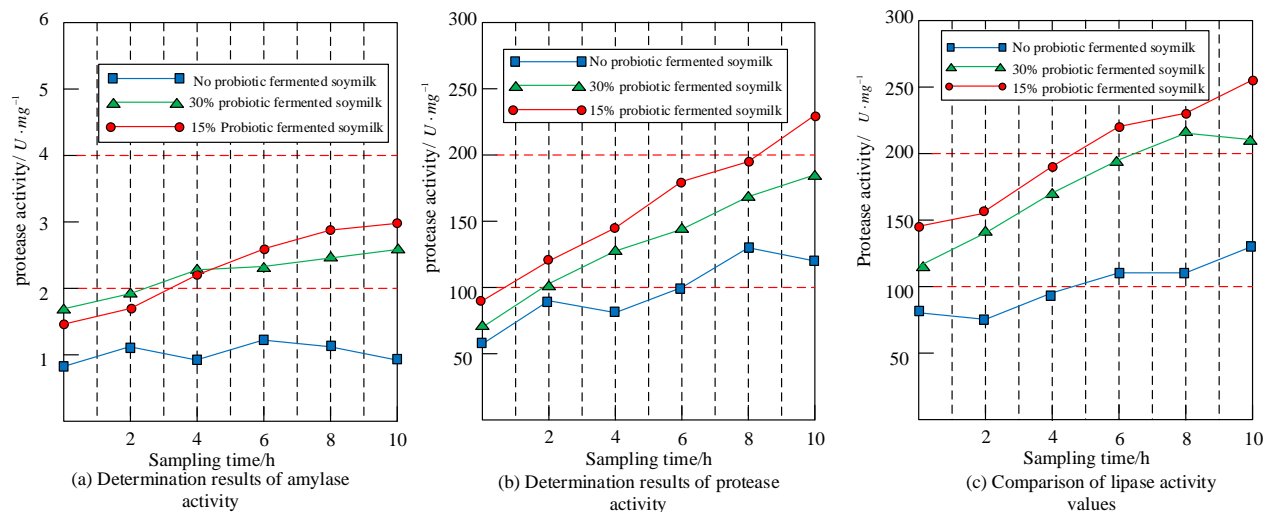 6
5
4
3
2
1
protease activity/ U · mg⁻¹
No probiotic fermented soymilk
30% probiotic fermented soymilk
15% Probiotic fermented soymilk
2 4 6 8 10
Sampling time/h
(a) Determination results of amylase
activity
300
250
200
150
100
50
protease activity/ U · mg⁻¹
No probiotic fermented soymilk
30% probiotic fermented soymilk
15% probiotic fermented soymilk
2 4 6 8 10
Sampling time/h
(b) Determination results of protease
activity
300
250
200
150
100
50
Protease activity/ U · mg⁻¹
No probiotic fermented soymilk
30% probiotic fermented soymilk
15% probiotic fermented soymilk
2 4 6 8 10
Sampling time/h
(c) Comparison of lipase activity
values